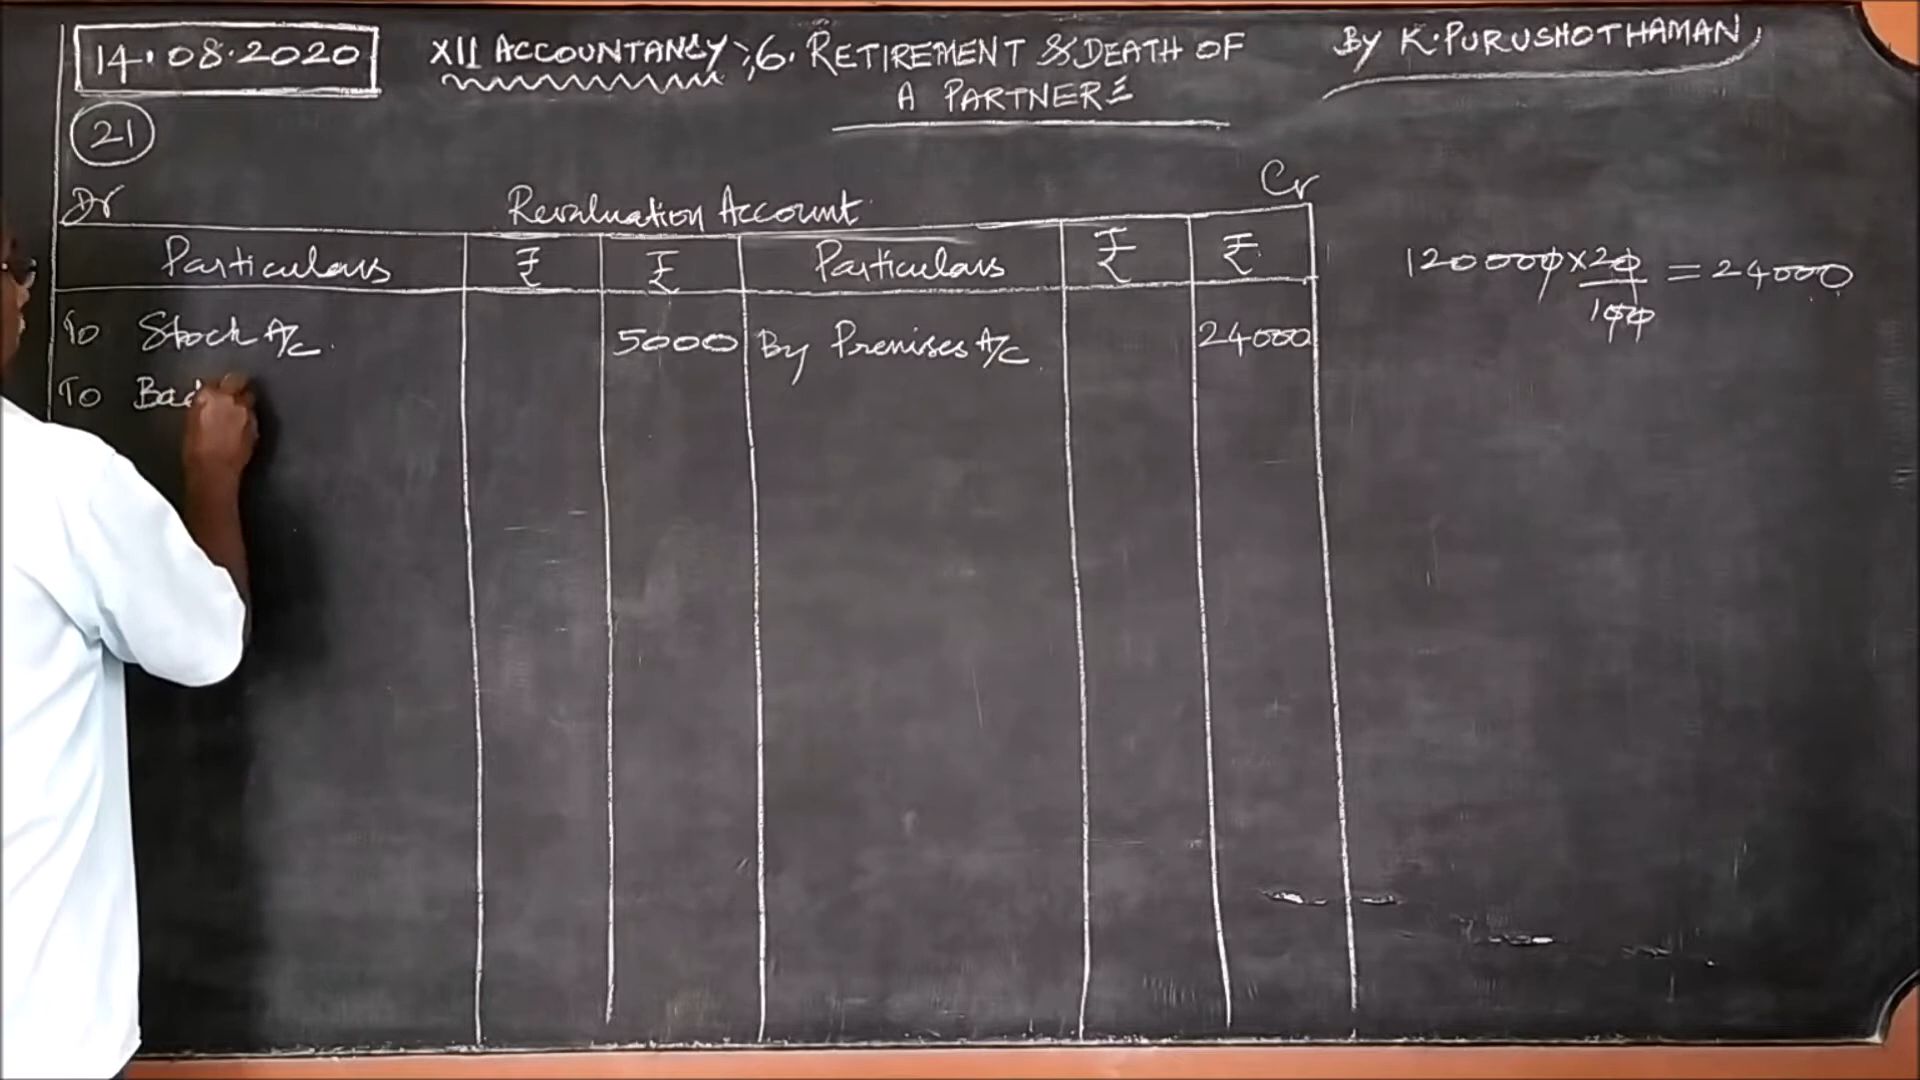 14.08.2020
XII ACCOUNTANCY ; 6. RETIREMENT & DEATH OF
A PARTNER
BY K. PURUSHOTHAMAN
21
Dr Revaluation Account Cr
Particulars ₹ ₹ Particulars ₹ ₹
To Stock A/c 5000 By Premises A/c 24000
To Bad
120000 x 20/100 = 24000